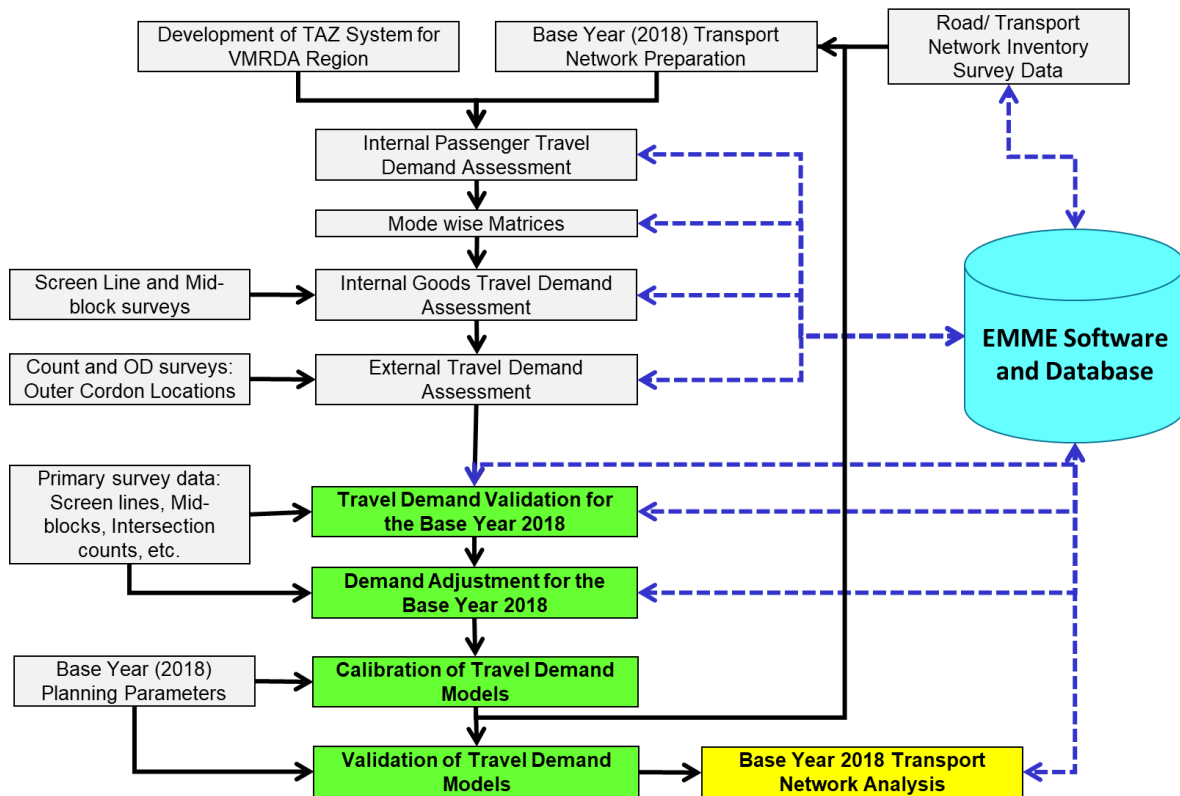 Development of TAZ System for
VMRDA Region
Base Year (2018) Transport
Network Preparation
Road/ Transport
Network Inventory
Survey Data
Internal Passenger Travel
Demand Assessment
Mode wise Matrices
Screen Line and Mid-
block surveys
Internal Goods Travel Demand
Assessment
Count and OD surveys:
Outer Cordon Locations
External Travel Demand
Assessment
EMME Software
and Database
Primary survey data:
Screen lines, Mid-
blocks, Intersection
counts, etc.
Travel Demand Validation for
the Base Year 2018
Demand Adjustment for the
Base Year 2018
Base Year (2018)
Planning Parameters
Calibration of Travel Demand
Models
Validation of Travel Demand
Models
Base Year 2018 Transport
Network Analysis